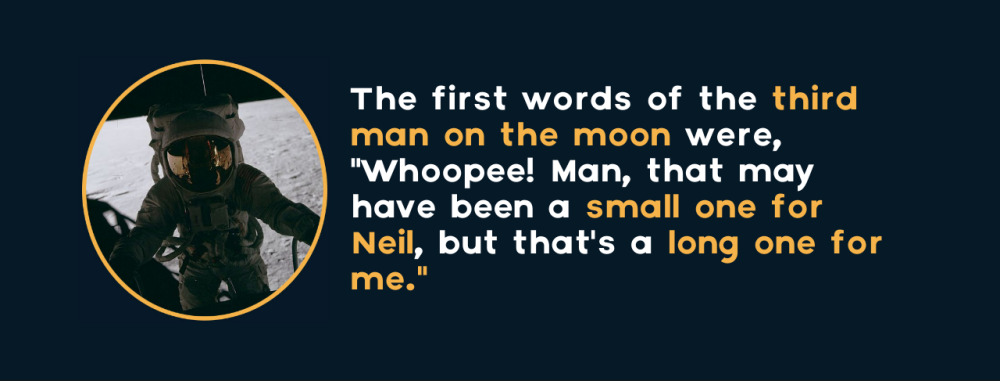 The first words of the third
man on the moon were,
"Whoopee! Man, that may
have been a small one for
Neil, but that's a long one for
me."